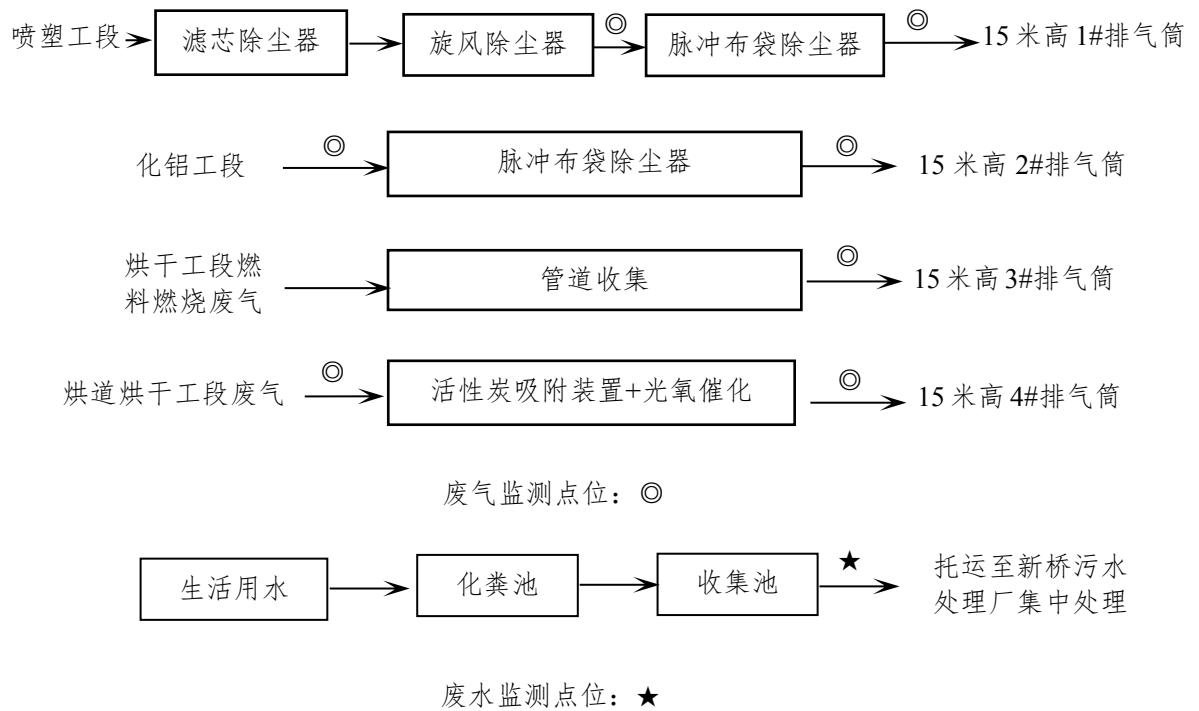 喷塑工段 滤芯除尘器 旋风除尘器 ◎ 脉冲布袋除尘器 ◎ 15 米高 1#排气筒
化铝工段 ◎ 脉冲布袋除尘器 ◎ 15 米高 2#排气筒
烘干工段燃
料燃烧废气
管道收集 ◎ 15 米高 3#排气筒
烘道烘干工段废气 ◎ 活性炭吸附装置+光氧催化 ◎ 15 米高 4#排气筒
废气监测点位：◎
生活用水 化粪池 收集池 ★
托运至新桥污水
处理厂集中处理
废水监测点位：★